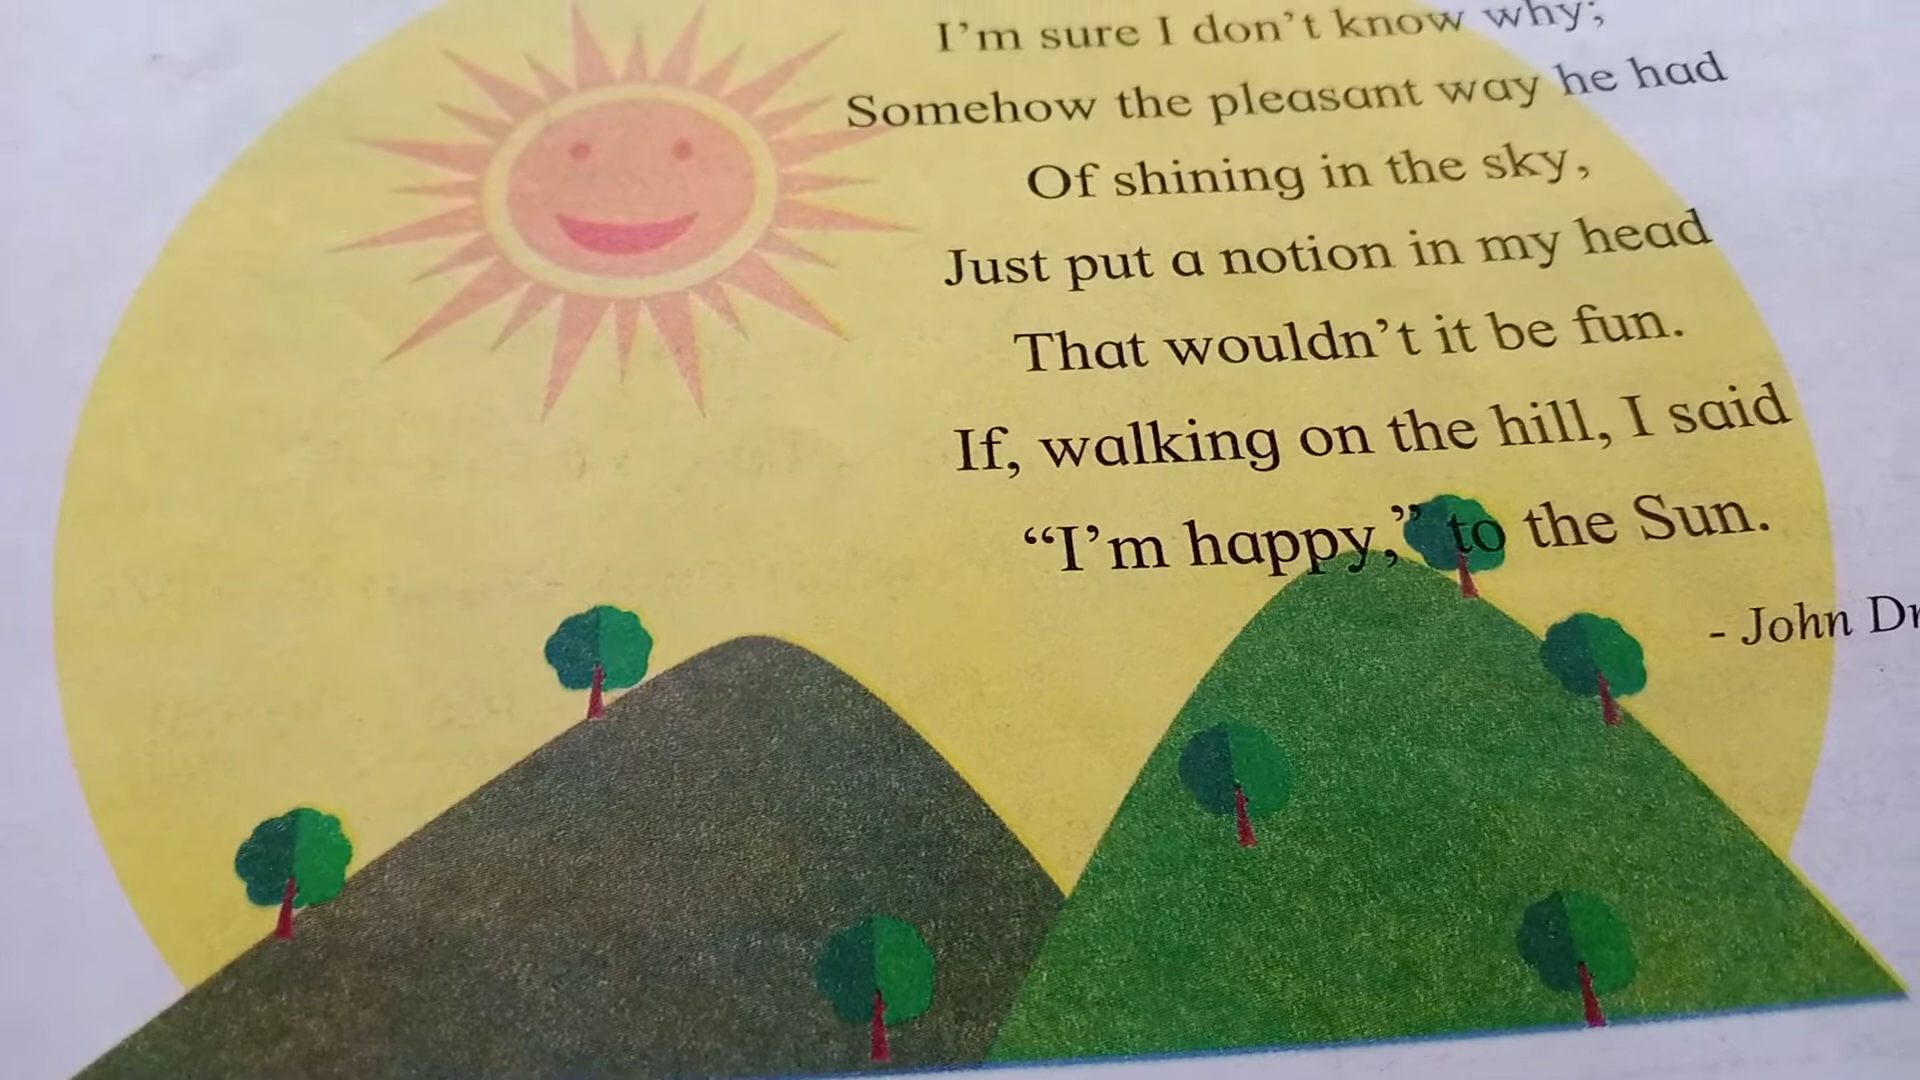 I'm sure I don't know why;
Somehow the pleasant way he had
Of shining in the sky,
Just put a notion in my head
That wouldn't it be fun.
If, walking on the hill, I said
“I'm happy,” to the Sun.
- John